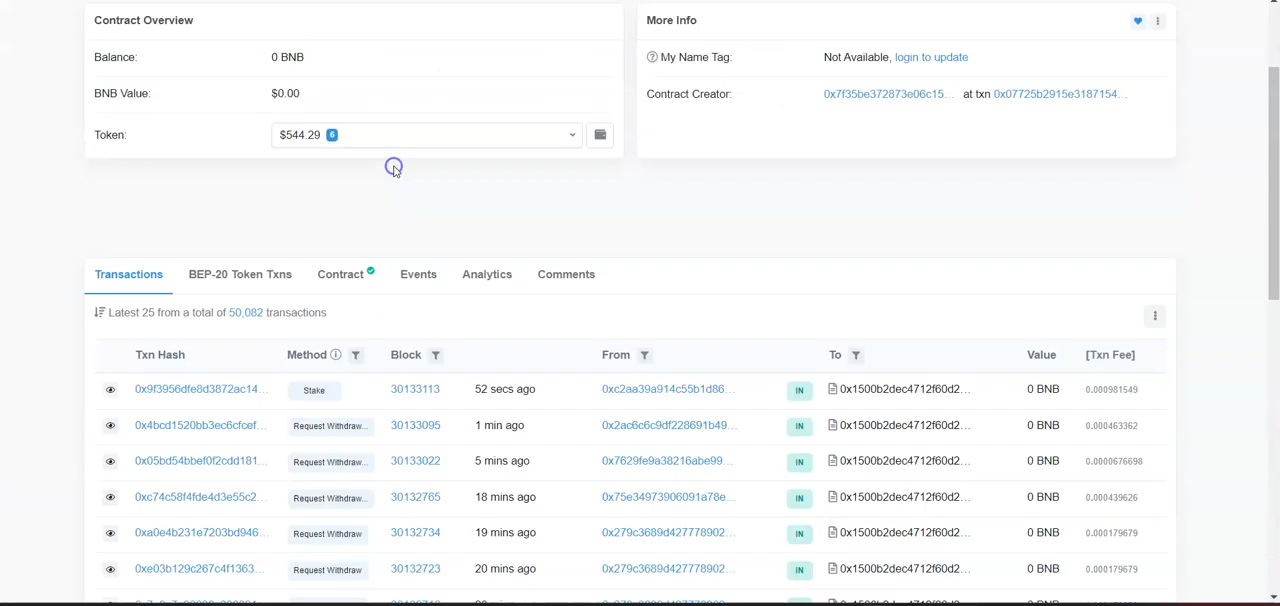 Contract Overview
Balance: 0 BNB
BNB Value: $0.00
Token: $544.29 6
More Info
My Name Tag: Not Available, login to update
Contract Creator: 0x7f35be372873e06c15... at txn 0x07725b2915e3187154...
Transactions BEP-20 Token Txns Contract Events Analytics Comments
Latest 25 from a total of 50,082 transactions
Txn Hash Method Block From To Value [Txn Fee]
0x9f3956dfe8d3872ac14... Stake 30133113 52 secs ago 0xc2aa39a914c55b1d86... IN 0x1500b2dec4712f60d2... 0 BNB 0.000981549
0x4bcd1520bb3ec6cfcef... Request Withdraw... 30133095 1 min ago 0x2ac6c6c9df228691b49... IN 0x1500b2dec4712f60d2... 0 BNB 0.000463362
0x05bd54bbef0f2cdd181... Request Withdraw... 30133022 5 mins ago 0x7629fe9a38216abe99... IN 0x1500b2dec4712f60d2... 0 BNB 0.0000676698
0xc74c58f4fde4d3e55c2... Request Withdraw... 30132765 18 mins ago 0x75e34973906091a78e... IN 0x1500b2dec4712f60d2... 0 BNB 0.000439626
0xa0e4b231e7203bd946... Request Withdraw 30132734 19 mins ago 0x279c3689d427778902... IN 0x1500b2dec4712f60d2... 0 BNB 0.000179679
0xe03b129c267c4f1363... Request Withdraw 30132723 20 mins ago 0x279c3689d427778902... IN 0x1500b2dec4712f60d2... 0 BNB 0.000179679